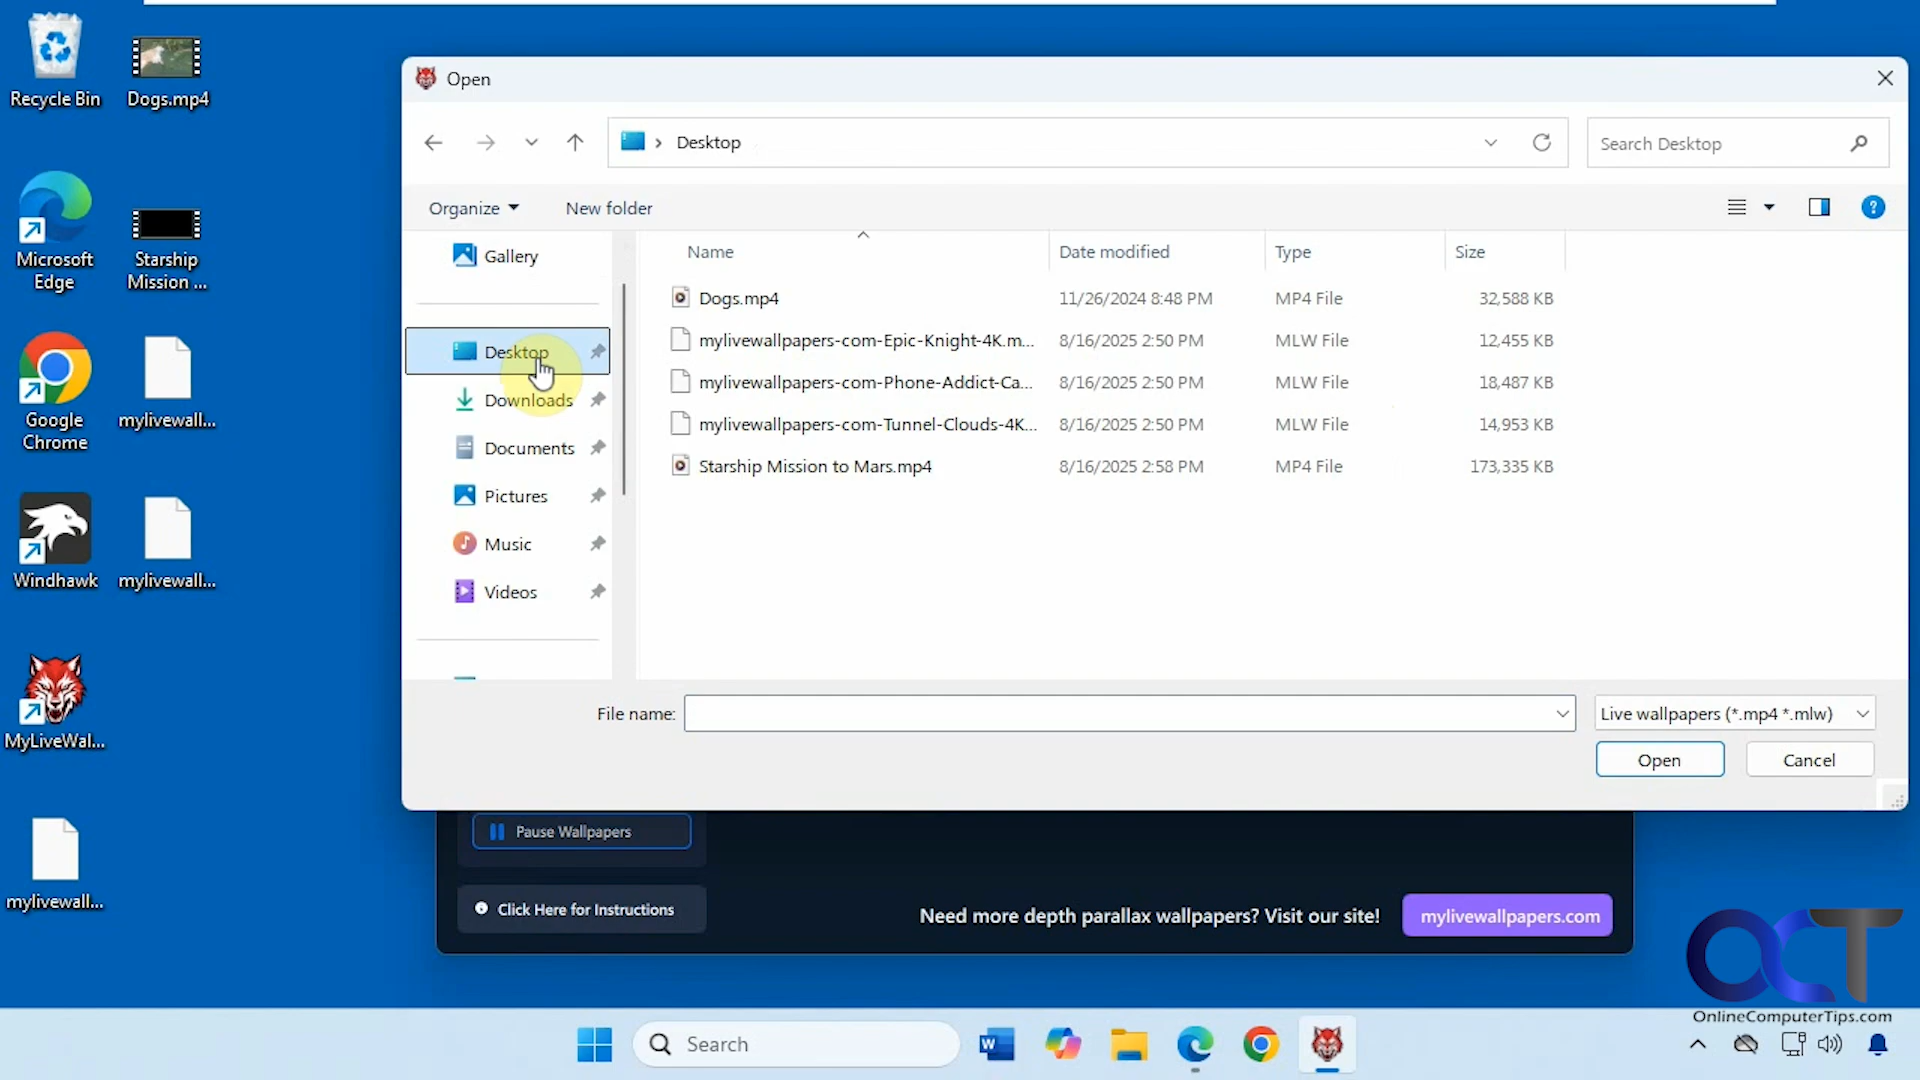 Recycle Bin
Dogs.mp4
Microsoft
Edge
Starship
Mission ...
Google
Chrome
mylivewall...
Windhawk
mylivewall...
MyLiveWal...
mylivewall...
Open
Desktop
Search Desktop
Organize
New folder
Name
Date modified
Type
Size
Gallery
Desktop
Downloads
Documents
Pictures
Music
Videos
Dogs.mp4 11/26/2024 8:48 PM MP4 File 32,588 KB
mylivewallpapers-com-Epic-Knight-4K.m... 8/16/2025 2:50 PM MLW File 12,455 KB
mylivewallpapers-com-Phone-Addict-Ca... 8/16/2025 2:50 PM MLW File 18,487 KB
mylivewallpapers-com-Tunnel-Clouds-4K... 8/16/2025 2:50 PM MLW File 14,953 KB
Starship Mission to Mars.mp4 8/16/2025 2:58 PM MP4 File 173,335 KB
File name:
Live wallpapers (*.mp4 *.mlw)
Open
Cancel
Pause Wallpapers
Click Here for Instructions
Need more depth parallax wallpapers? Visit our site!
mylivewallpapers.com
OCT
OnlineComputerTips.com
Search